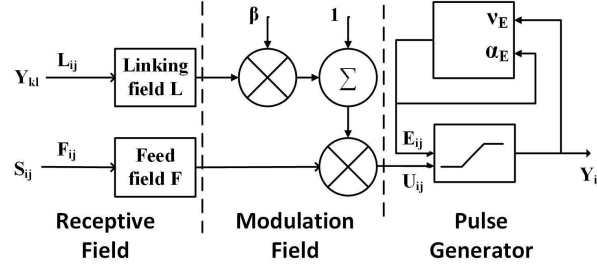 β
1
ν_E
α_E
L_ij
Y_kl
Linking
field L
Σ
F_ij
S_ij
Feed
field F
E_ij
U_ij
Y_i
Receptive
Field
Modulation
Field
Pulse
Generator